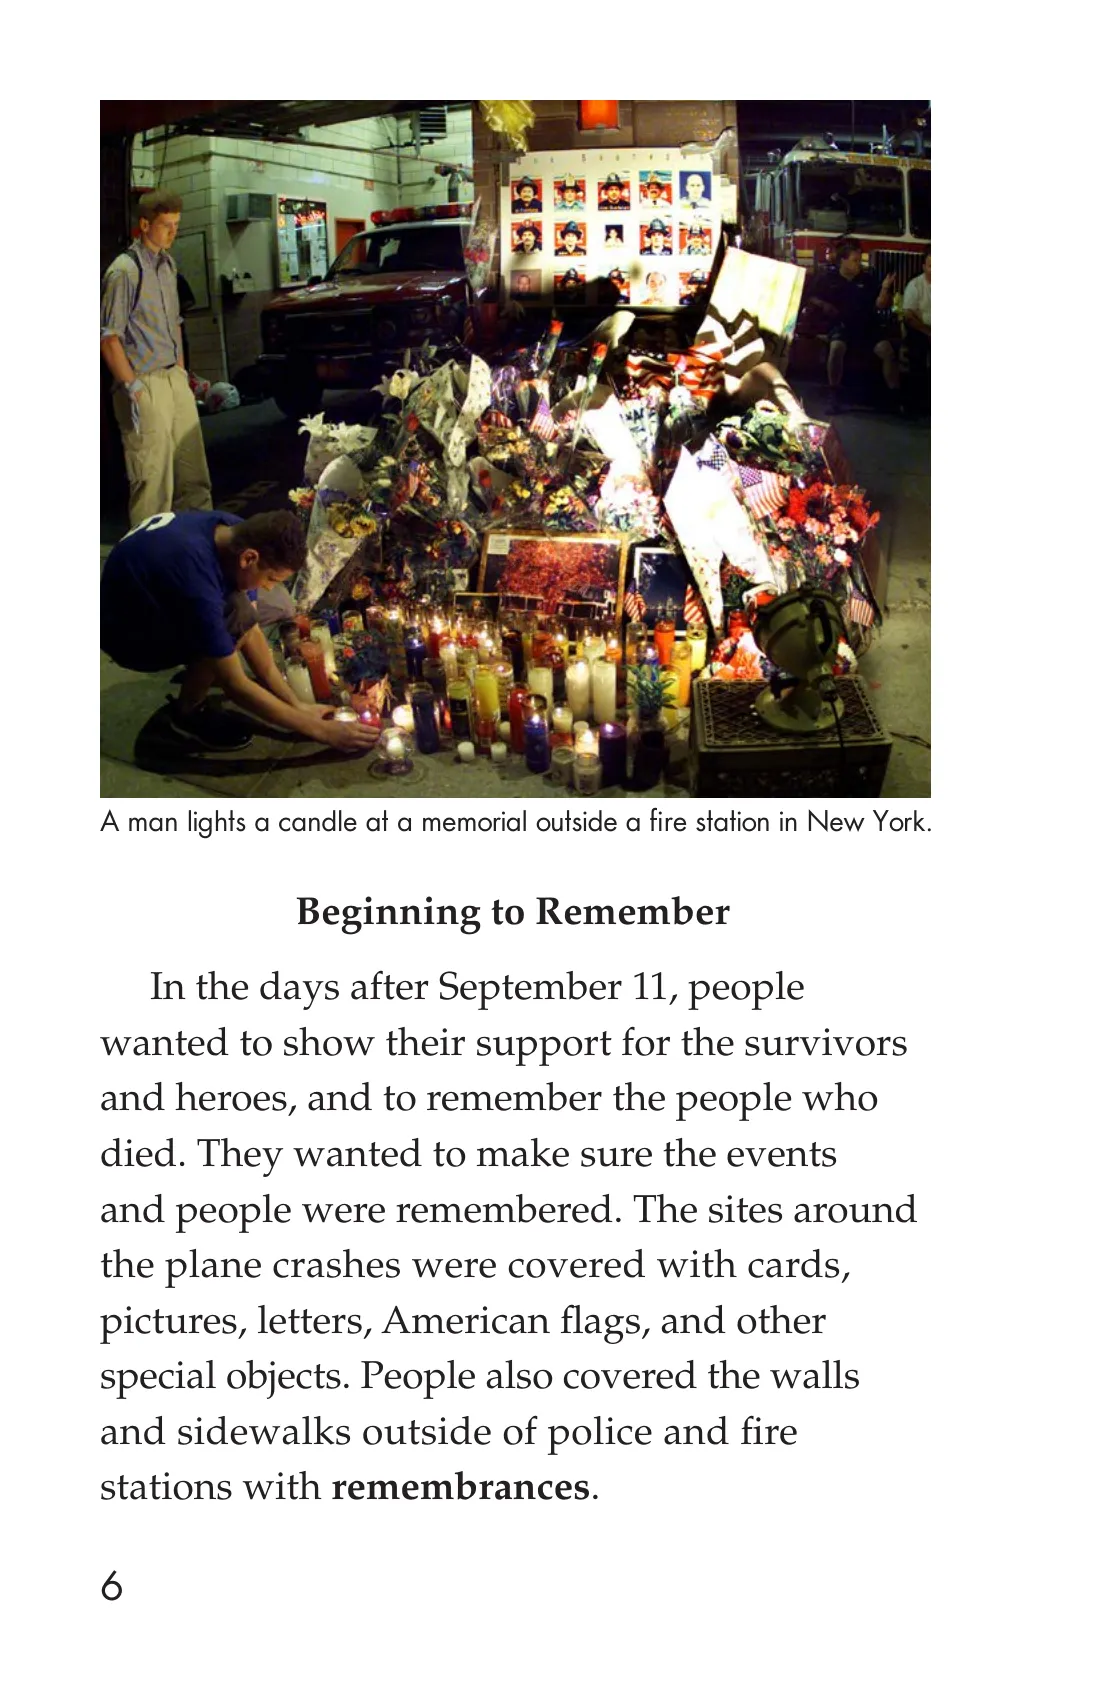 A man lights a candle at a memorial outside a fire station in New York.
Beginning to Remember
In the days after September 11, people
wanted to show their support for the survivors
and heroes, and to remember the people who
died. They wanted to make sure the events
and people were remembered. The sites around
the plane crashes were covered with cards,
pictures, letters, American flags, and other
special objects. People also covered the walls
and sidewalks outside of police and fire
stations with remembrances.
6